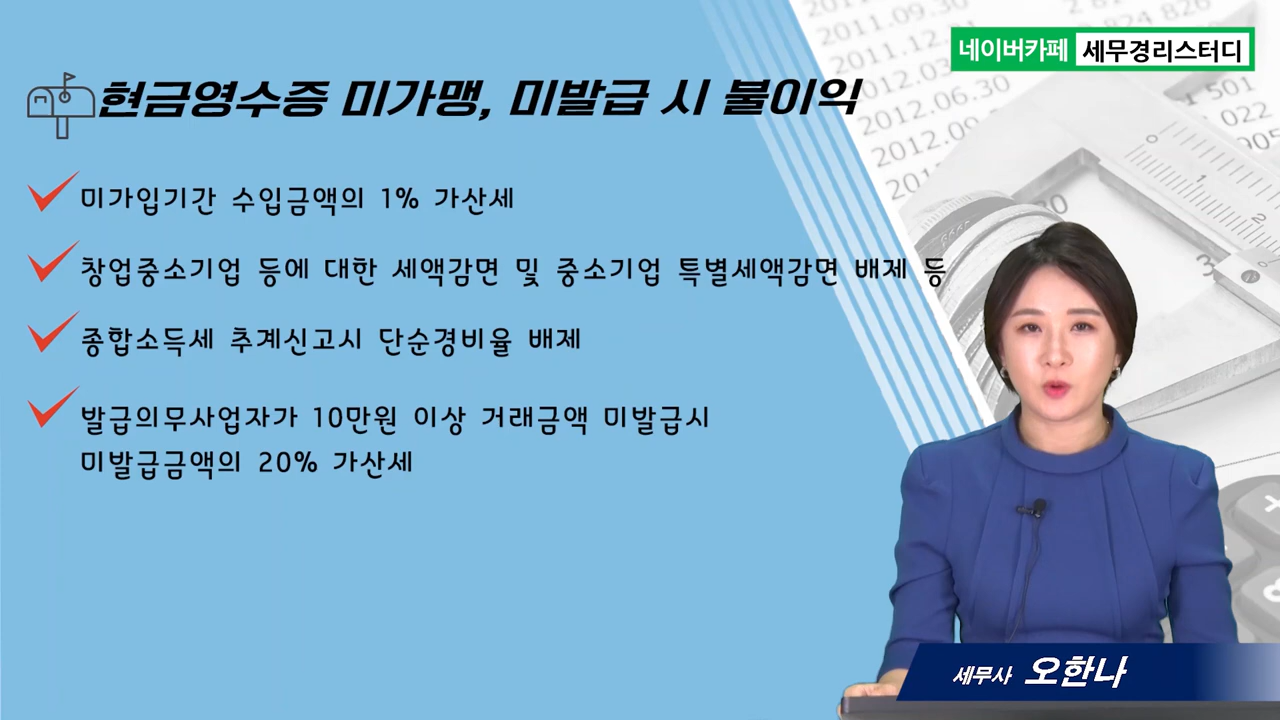 네이버카페 세무경리스터디
현금영수증 미가맹, 미발급 시 불이익
미가입기간 수입금액의 1% 가산세
창업중소기업 등에 대한 세액감면 및 중소기업 특별세액감면 배제 등
종합소득세 추계신고시 단순경비율 배제
발급의무사업자가 10만원 이상 거래금액 미발급시
미발급금액의 20% 가산세
세무사 오한나
2011.09.30
2012.06.30